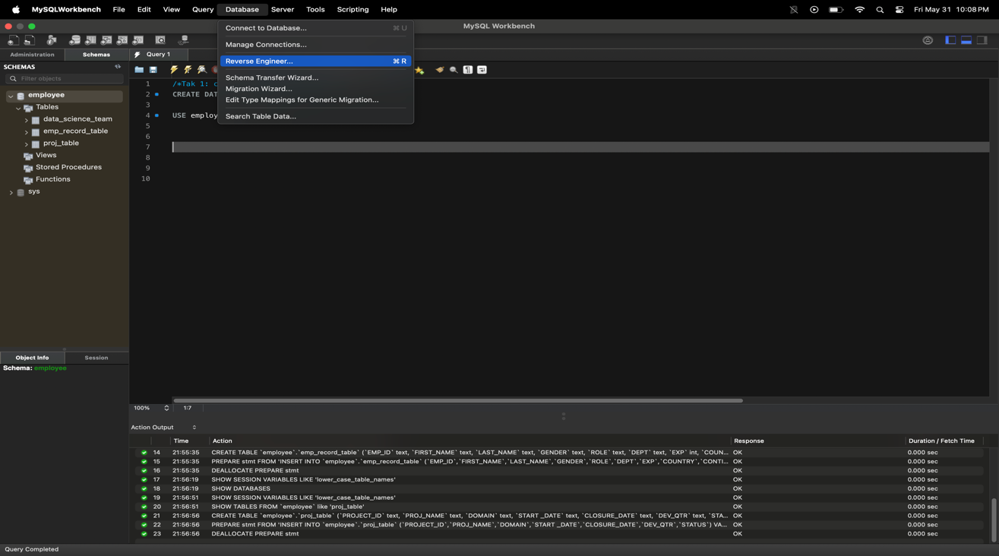 MySQLWorkbench File Edit View Query Database Server Tools Scripting Help Fri May 31 10:08 PM
MySQL Workbench
Connect to Database... ⌘ U
Manage Connections...
Reverse Engineer... ⌘ R
Schema Transfer Wizard...
Migration Wizard...
Edit Type Mappings for Generic Migration...
Search Table Data...
Administration Schemas Query 1
SCHEMAS
Filter objects
employee
Tables
data_science_team
emp_record_table
proj_table
Views
Stored Procedures
Functions
sys
1 /*Tak 1: c
2 CREATE DAT
3
4 USE employ
5
6
7
8
9
10
Object Info Session
Schema: employee
100% 1:7
Action Output
Time Action Response Duration / Fetch Time
14 21:55:35 CREATE TABLE `employee`.`emp_record_table` (`EMP_ID` text, `FIRST_NAME` text, `LAST_NAME` text, `GENDER` text, `ROLE` text, `DEPT` text, `EXP` int, `COUN... OK 0.000 sec
15 21:55:35 PREPARE stmt FROM 'INSERT INTO `employee`.`emp_record_table` (`EMP_ID`,`FIRST_NAME`,`LAST_NAME`,`GENDER`,`ROLE`,`DEPT`,`EXP`,`COUNTRY`,`CONTI... OK 0.000 sec
16 21:55:35 DEALLOCATE PREPARE stmt OK 0.000 sec
17 21:56:19 SHOW SESSION VARIABLES LIKE 'lower_case_table_names' OK 0.000 sec
18 21:56:19 SHOW DATABASES OK 0.000 sec
19 21:56:51 SHOW SESSION VARIABLES LIKE 'lower_case_table_names' OK 0.000 sec
20 21:56:51 SHOW TABLES FROM `employee` like 'proj_table' OK 0.000 sec
21 21:56:56 CREATE TABLE `employee`.`proj_table` (`PROJECT_ID` text, `PROJ_NAME` text, `DOMAIN` text, `START _DATE` text, `CLOSURE_DATE` text, `DEV_QTR` text, `STA... OK 0.000 sec
22 21:56:56 PREPARE stmt FROM 'INSERT INTO `employee`.`proj_table` (`PROJECT_ID`,`PROJ_NAME`,`DOMAIN`,`START _DATE`,`CLOSURE_DATE`,`DEV_QTR`,`STATUS`) VA... OK 0.000 sec
23 21:56:56 DEALLOCATE PREPARE stmt OK 0.000 sec
Query Completed